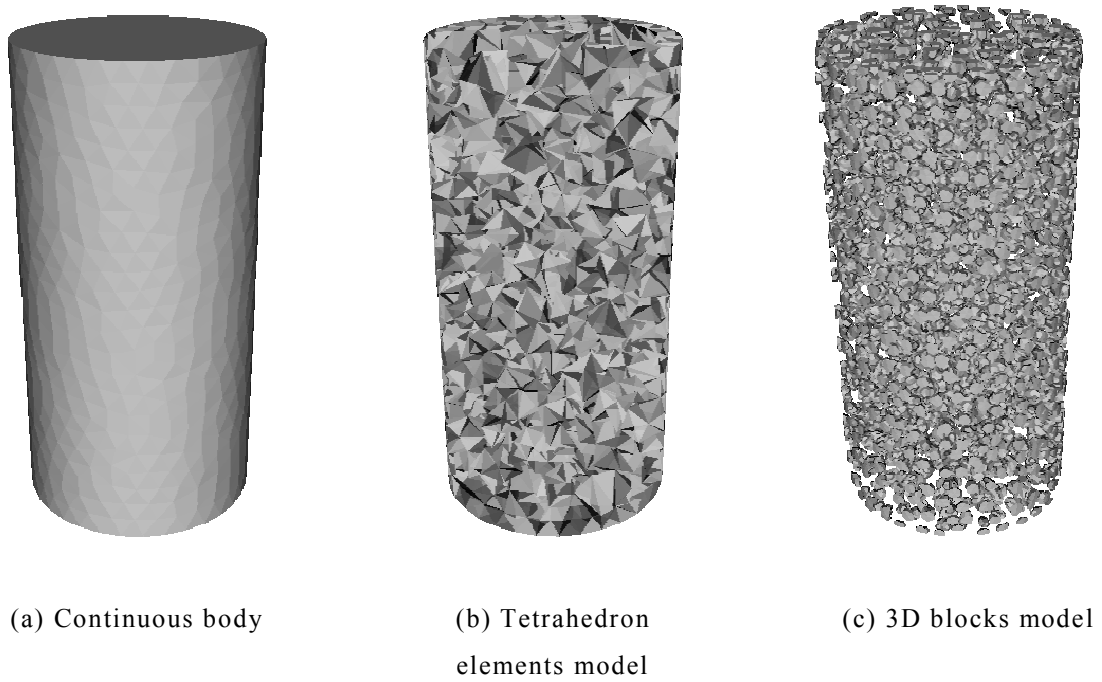 (a) Continuous body
(b) Tetrahedron
elements model
(c) 3D blocks model